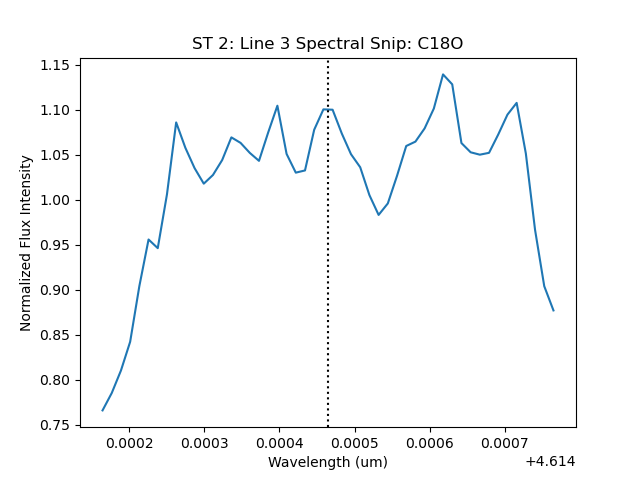 ST 2: Line 3 Spectral Snip: C18O
Normalized Flux Intensity
1.15
1.10
1.05
1.00
0.95
0.90
0.85
0.80
0.75
0.0002 0.0003 0.0004 0.0005 0.0006 0.0007
Wavelength (um)
+4.614